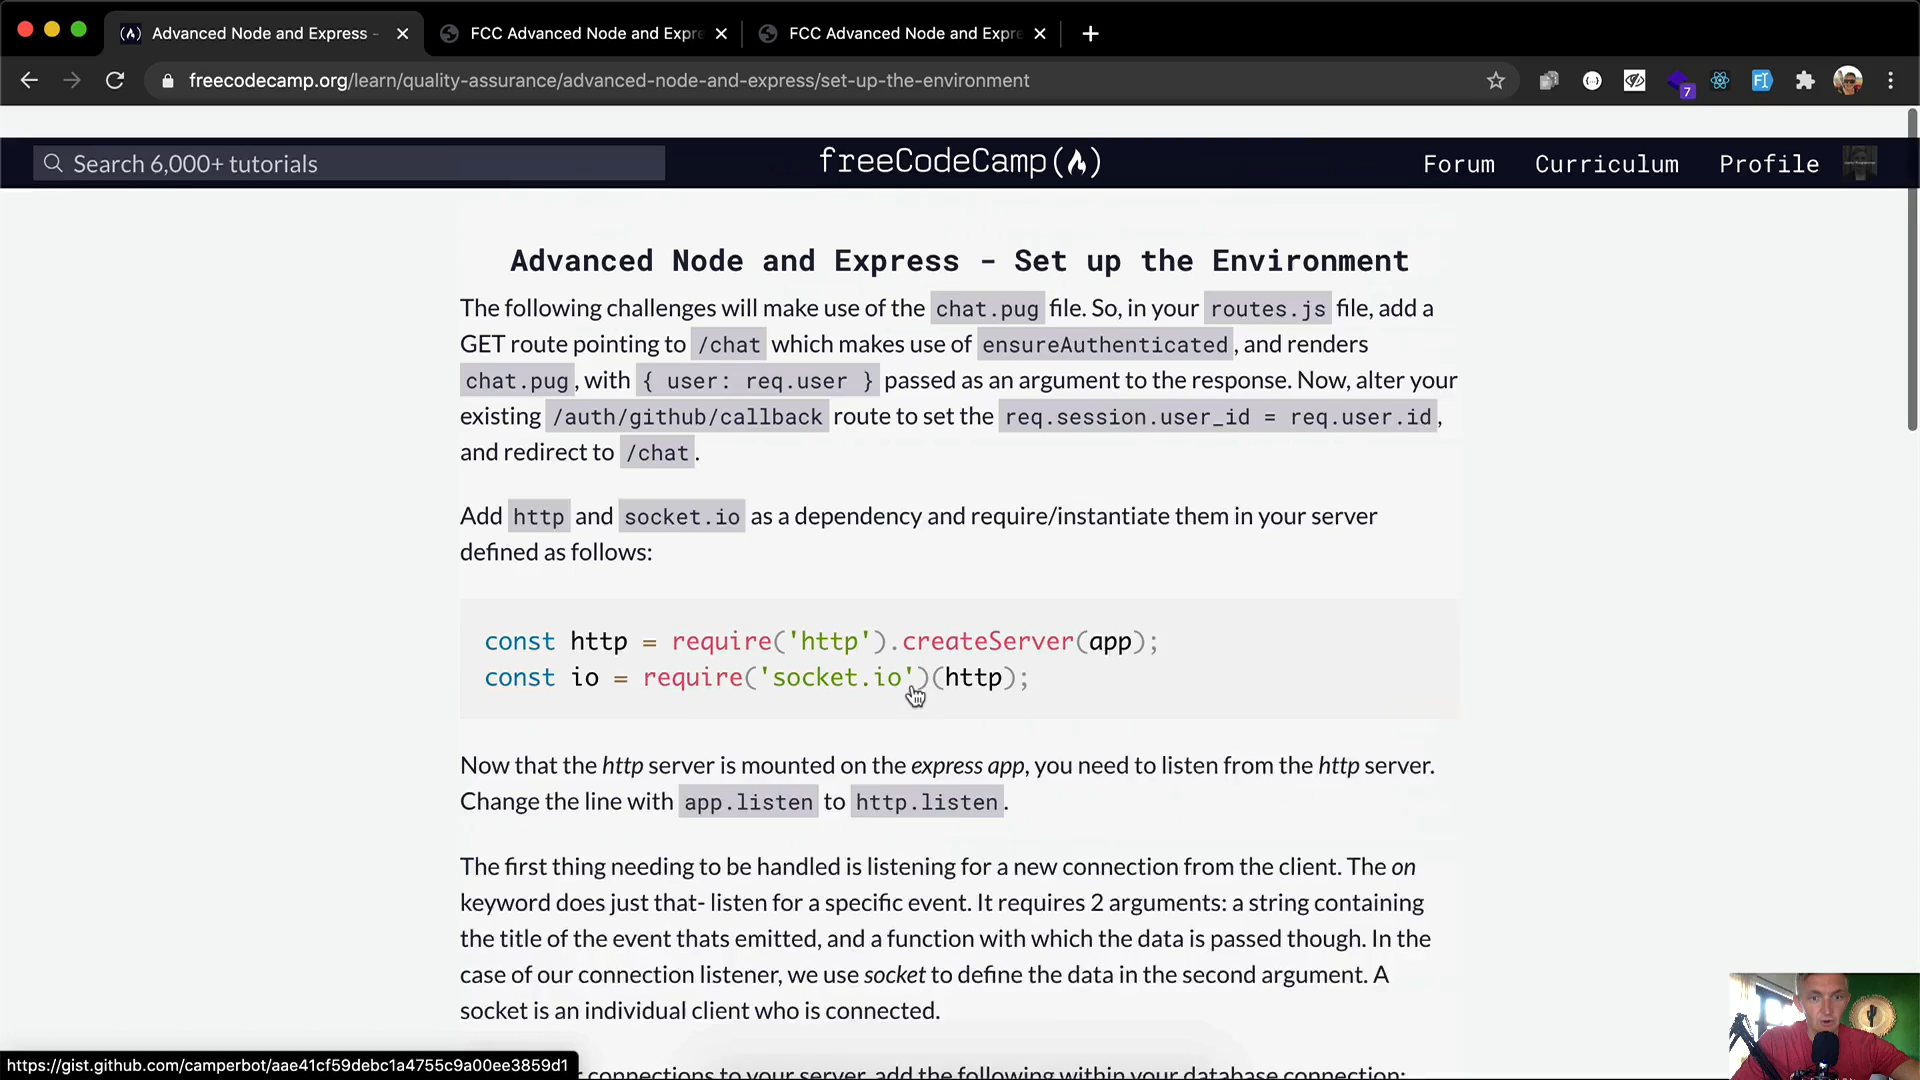 Advanced Node and Express -
FCC Advanced Node and Expre
FCC Advanced Node and Expre
freecodecamp.org/learn/quality-assurance/advanced-node-and-express/set-up-the-environment
7
Search 6,000+ tutorials
freeCodeCamp
Forum
Curriculum
Profile
Advanced Node and Express - Set up the Environment
The following challenges will make use of the chat.pug file. So, in your routes.js file, add a
GET route pointing to /chat which makes use of ensureAuthenticated, and renders
chat.pug, with { user: req.user } passed as an argument to the response. Now, alter your
existing /auth/github/callback route to set the req.session.user_id = req.user.id,
and redirect to /chat.
Add http and socket.io as a dependency and require/instantiate them in your server
defined as follows:
const http = require('http').createServer(app);
const io = require('socket.io')(http);
Now that the http server is mounted on the express app, you need to listen from the http server.
Change the line with app.listen to http.listen.
The first thing needing to be handled is listening for a new connection from the client. The on
keyword does just that- listen for a specific event. It requires 2 arguments: a string containing
the title of the event thats emitted, and a function with which the data is passed though. In the
case of our connection listener, we use socket to define the data in the second argument. A
socket is an individual client who is connected.
connections to your server, add the following within your database connection:
https://gist.github.com/camperbot/aae41cf59debc1a4755c9a00ee3859d1